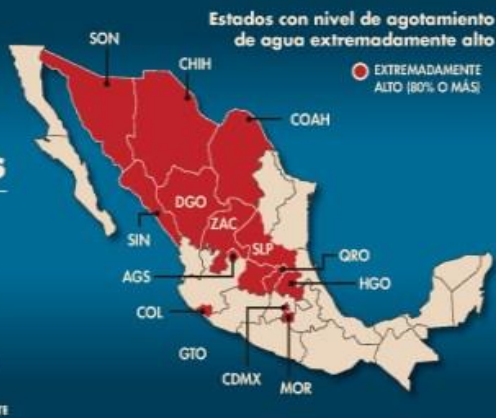 Estados con nivel de agotamiento
de agua extremadamente alto
EXTREMADAMENTE
ALTO (80% O MÁS)
SON
CHIH
COAH
DGO
ZAC
SIN
SLP
QRO
AGS
HGO
COL
GTO
CDMX
MOR